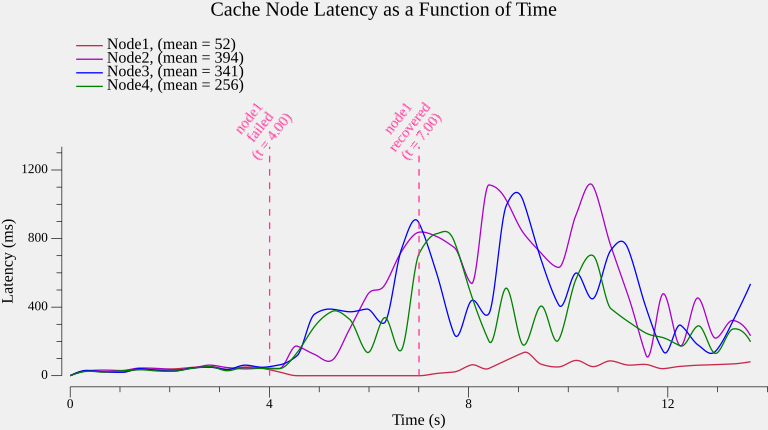 Cache Node Latency as a Function of Time
Node1, (mean = 52)
Node2, (mean = 394)
Node3, (mean = 341)
Node4, (mean = 256)
node1
failed
(t = 4.00)
node1
recovered
(t = 7.00)
1200
800
400
0
Latency (ms)
0
4
8
12
Time (s)